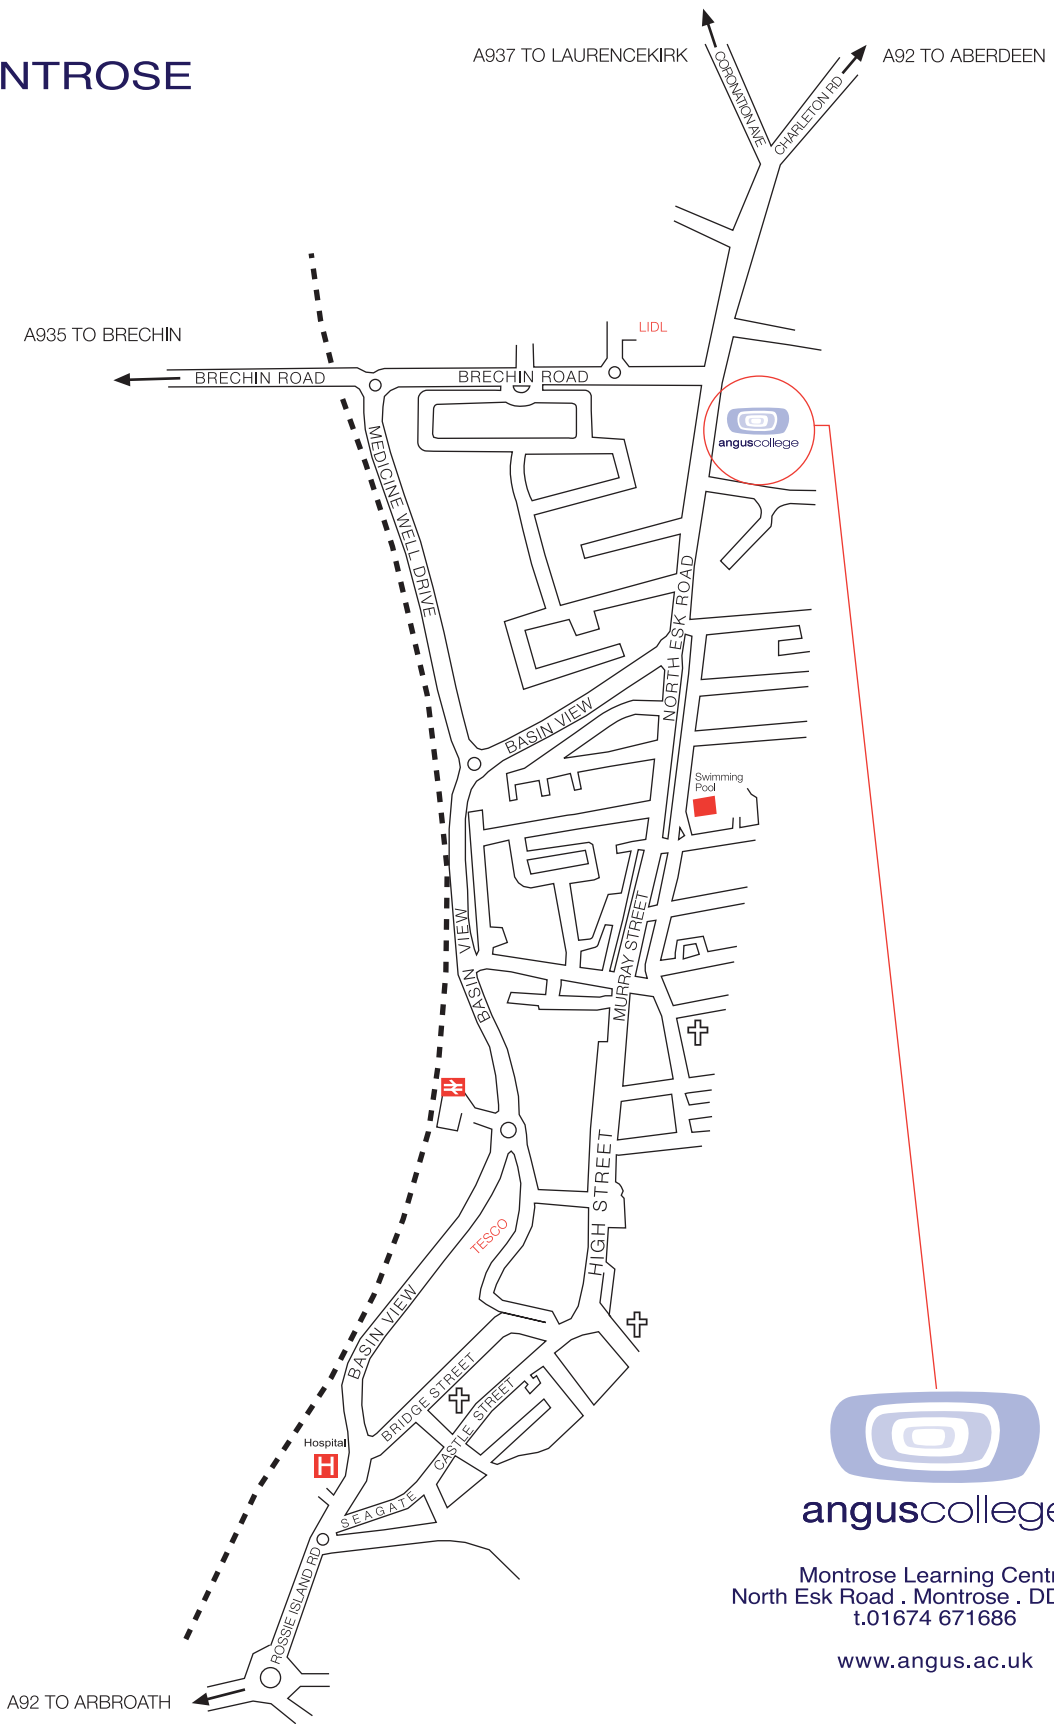 NTROSE
A937 TO LAURENCEKIRK
A92 TO ABERDEEN
CORONATION AVE
CHARLETON RD
A935 TO BRECHIN
LIDL
BRECHIN ROAD
BRECHIN ROAD
anguscollege
MEDICINE WELL DRIVE
NORTH ESK ROAD
BASIN VIEW
Swimming
Pool
MURRAY STREET
BASIN VIEW
HIGH STREET
TESCO
BASIN VIEW
BRIDGE STREET
CASTLE STREET
Hospital
H
SEAGATE
ROSSIE ISLAND RD
A92 TO ARBROATH
anguscollege
Montrose Learning Centr
North Esk Road . Montrose . DD
t.01674 671686
www.angus.ac.uk